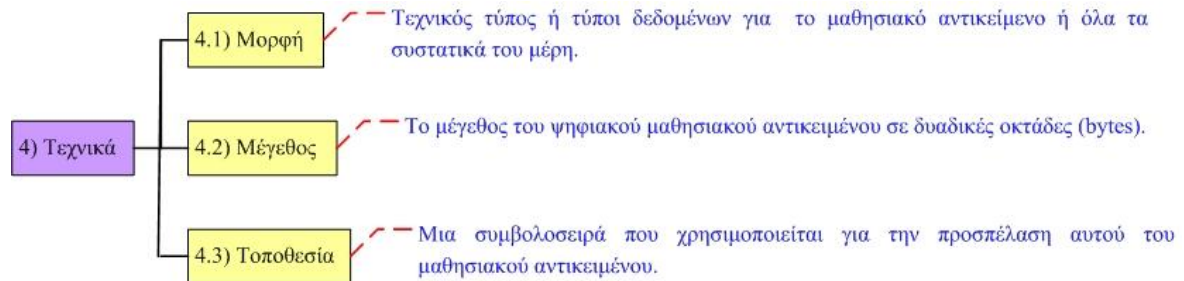 4) Τεχνικά
4.1) Μορφή
Τεχνικός τύπος ή τύποι δεδομένων για το μαθησιακό αντικείμενο ή όλα τα
συστατικά του μέρη.
4.2) Μέγεθος
Το μέγεθος του ψηφιακού μαθησιακού αντικειμένου σε δυαδικές οκτάδες (bytes).
4.3) Τοποθεσία
Μια συμβολοσειρά που χρησιμοποιείται για την προσπέλαση αυτού του
μαθησιακού αντικειμένου.